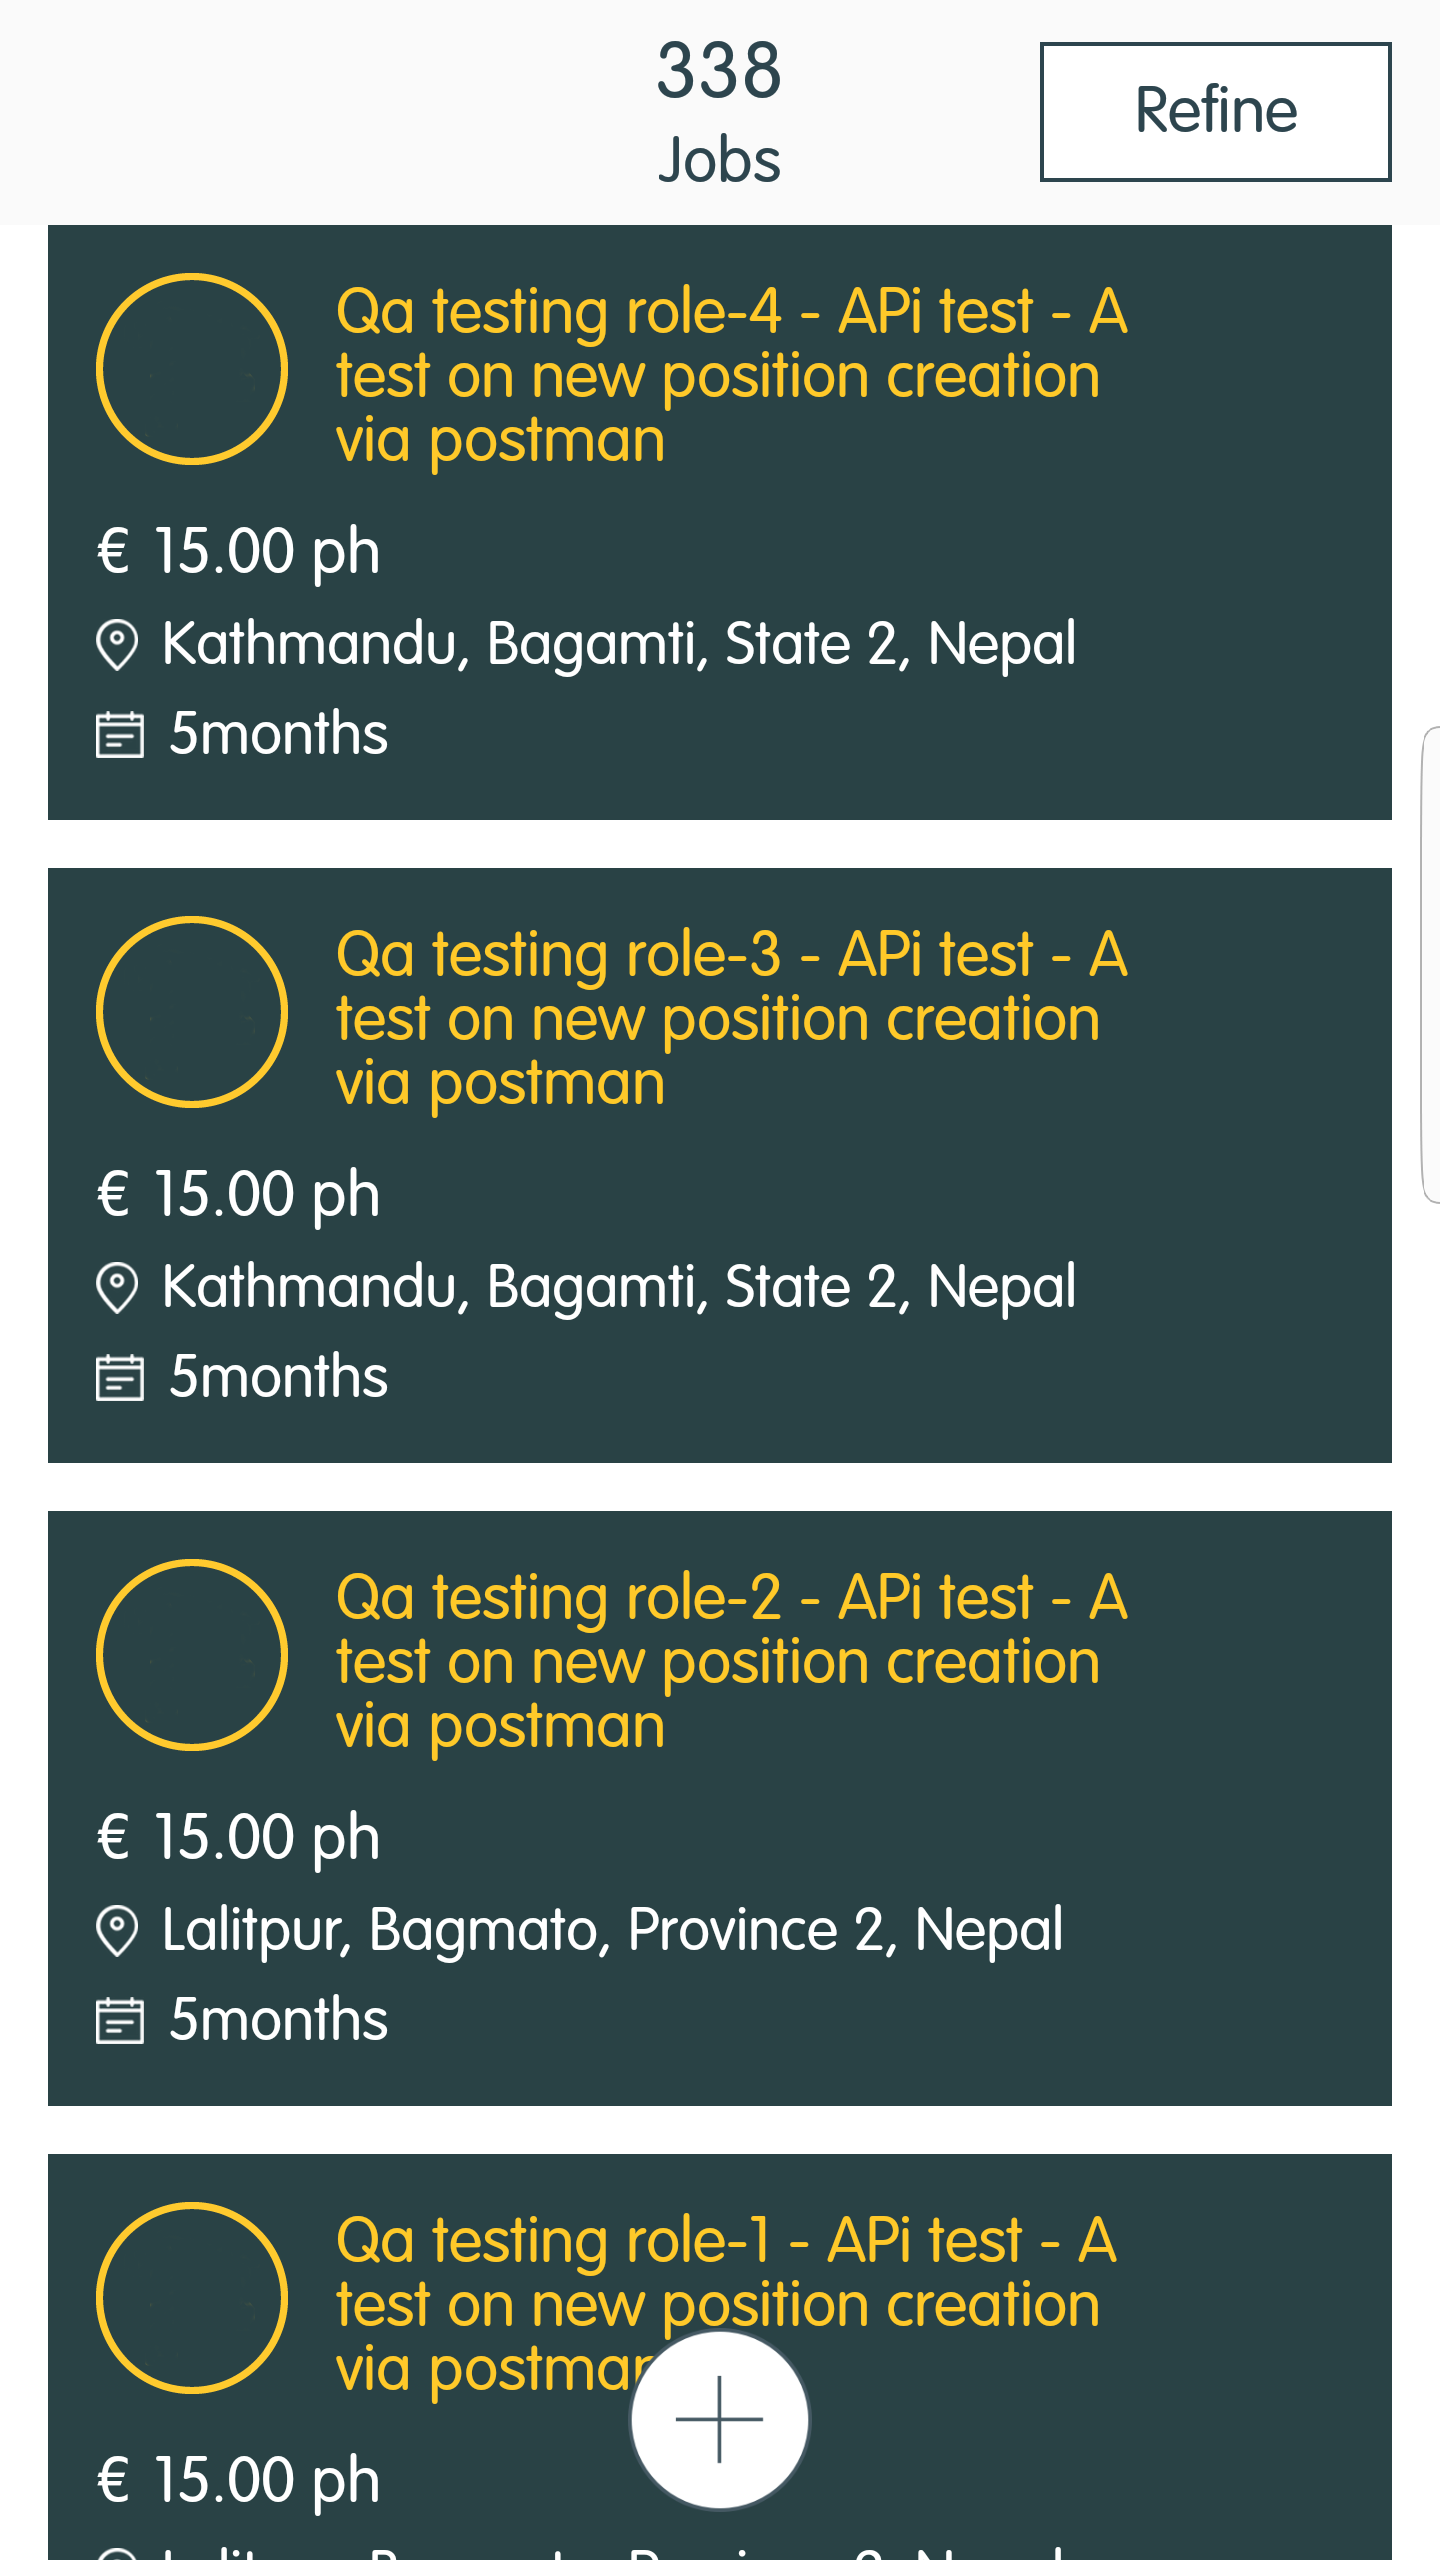 338
Jobs
Refine
Qa testing role-4 - APi test - A
test on new position creation
via postman
€ 15.00 ph
Kathmandu, Bagamti, State 2, Nepal
5months
Qa testing role-3 - APi test - A
test on new position creation
via postman
€ 15.00 ph
Kathmandu, Bagamti, State 2, Nepal
5months
Qa testing role-2 - APi test - A
test on new position creation
via postman
€ 15.00 ph
Lalitpur, Bagmato, Province 2, Nepal
5months
Qa testing role-1 - APi test - A
test on new position creation
via postman
€ 15.00 ph